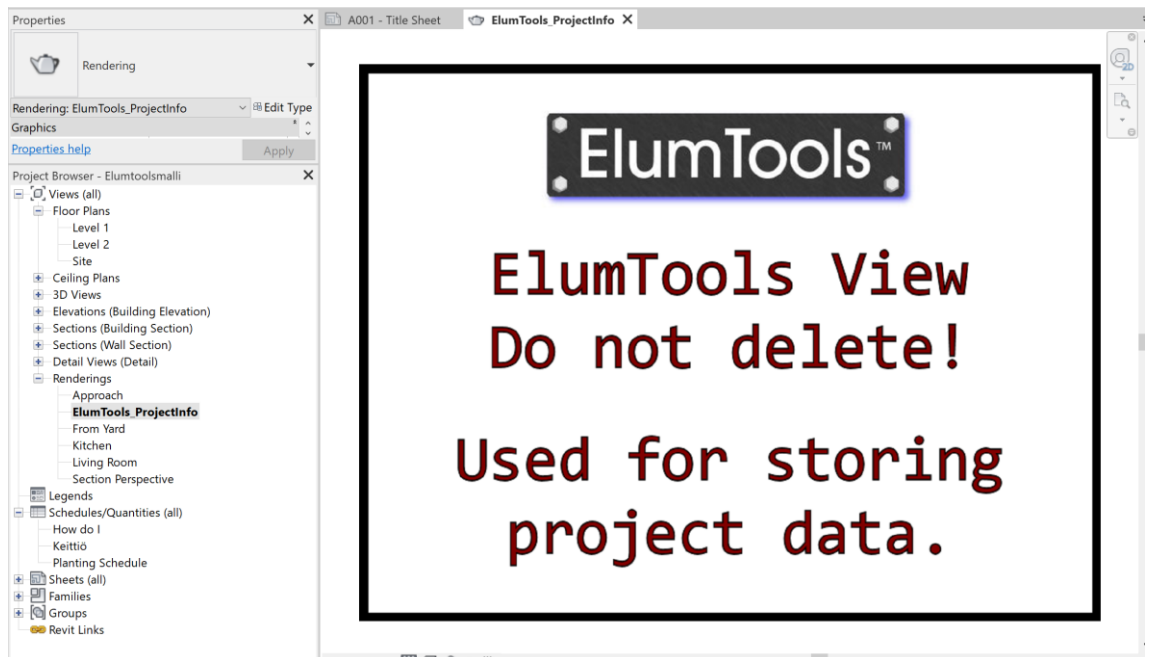 Properties
Rendering
Rendering: ElumTools_ProjectInfo
Edit Type
Graphics
Properties help
Apply
Project Browser - Elumtoolsmalli
Views (all)
Floor Plans
Level 1
Level 2
Site
Ceiling Plans
3D Views
Elevations (Building Elevation)
Sections (Building Section)
Sections (Wall Section)
Detail Views (Detail)
Renderings
Approach
ElumTools_ProjectInfo
From Yard
Kitchen
Living Room
Section Perspective
Legends
Schedules/Quantities (all)
How do I
Keittiö
Planting Schedule
Sheets (all)
Families
Groups
Revit Links
A001 - Title Sheet
ElumTools_ProjectInfo
2D
ElumTools™
ElumTools View
Do not delete!
Used for storing
project data.